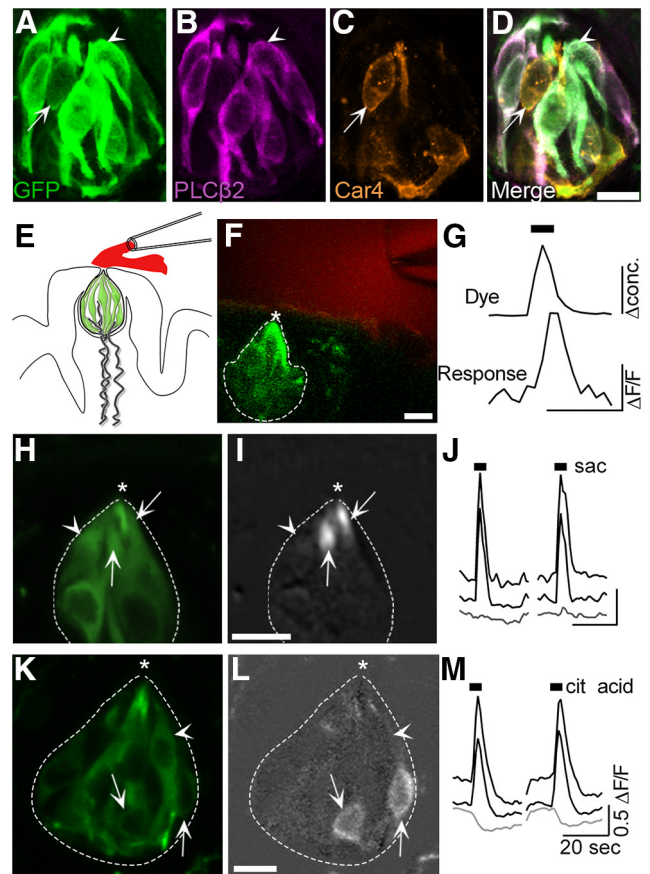 A B C D
GFP PLCβ2 Car4 Merge
E F G
* Dye Δconc.
Response ΔF/F
H I J
* * sac
K L M
* * cit acid
0.5 ΔF/F
20 sec